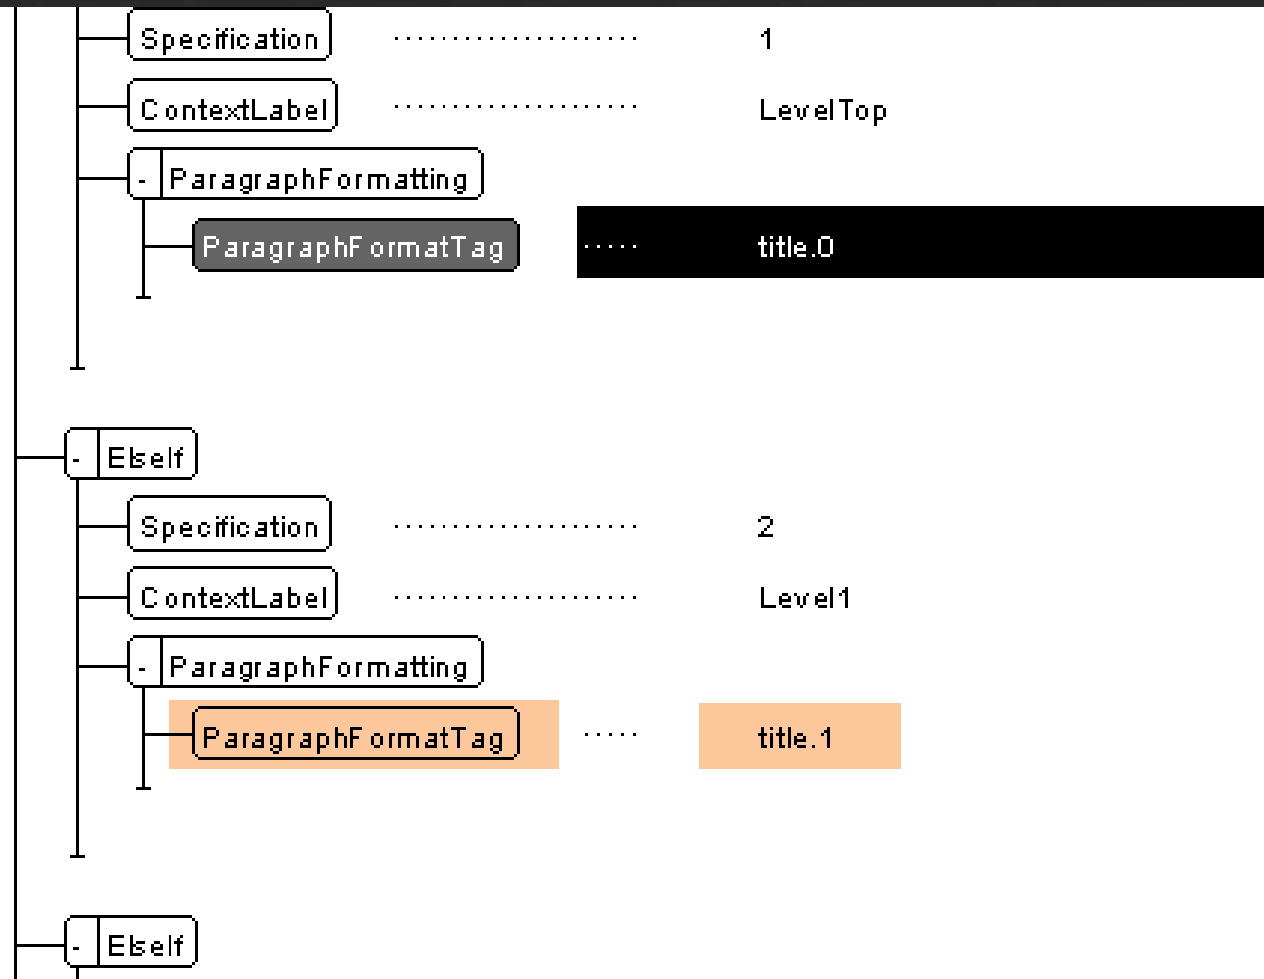 Specification ..................... 1
ContextLabel ..................... LevelTop
- ParagraphFormatting
ParagraphFormatTag ..... title.0
- ElseIf
Specification ..................... 2
ContextLabel ..................... Level1
- ParagraphFormatting
ParagraphFormatTag ..... title.1
- ElseIf